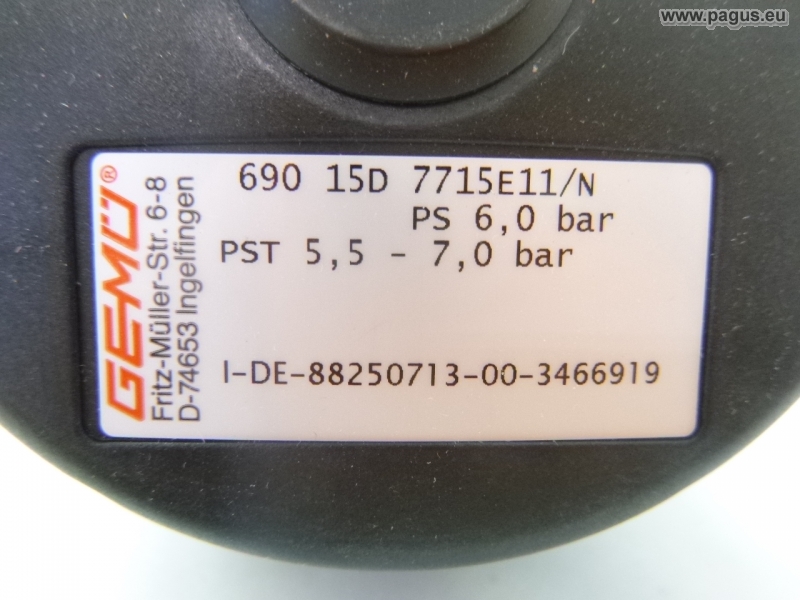 www.pagus.eu
GEMÜ®
Fritz-Müller-Str. 6-8
D-74653 Ingelfingen
690 15D 7715E11/N
PS 6,0 bar
PST 5,5 - 7,0 bar
I-DE-88250713-00-3466919